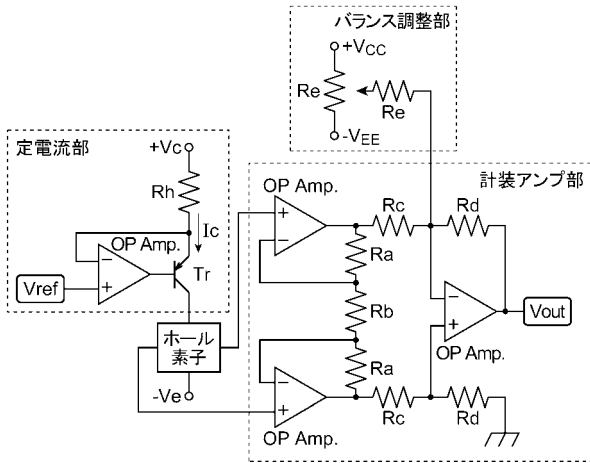 バランス調整部
+VCC
Re
Re
-VEE
定電流部
+Vc
Rh
Ic
OP Amp.
Tr
Vref
ホール
素子
-Ve
計装アンプ部
OP Amp.
Rc
Rd
Ra
Rb
Ra
OP Amp.
Vout
Rc
Rd
OP Amp.
+
−
−
+
+
−
−
+
−
+